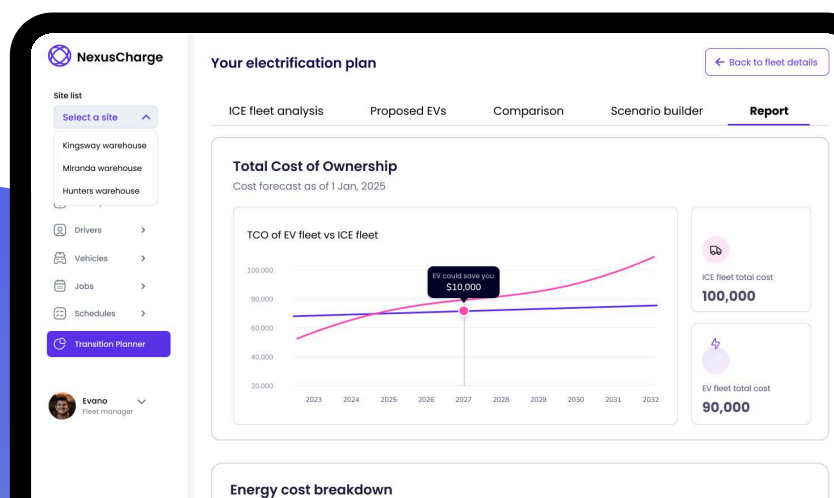 NexusCharge
Site list
Select a site
Kingsway warehouse
Miranda warehouse
Hunters warehouse
Drivers
Vehicles
Jobs
Schedules
Transition Planner
Evano
Fleet manager
Your electrification plan
← Back to fleet details
ICE fleet analysis
Proposed EVs
Comparison
Scenario builder
Report
Total Cost of Ownership
Cost forecast as of 1 Jan, 2025
TCO of EV fleet vs ICE fleet
100,000
80,000
60,000
40,000
20,000
EV could save you
$10,000
2023 2024 2025 2026 2027 2028 2029 2030 2031 2032
ICE fleet total cost
100,000
EV fleet total cost
90,000
Energy cost breakdown